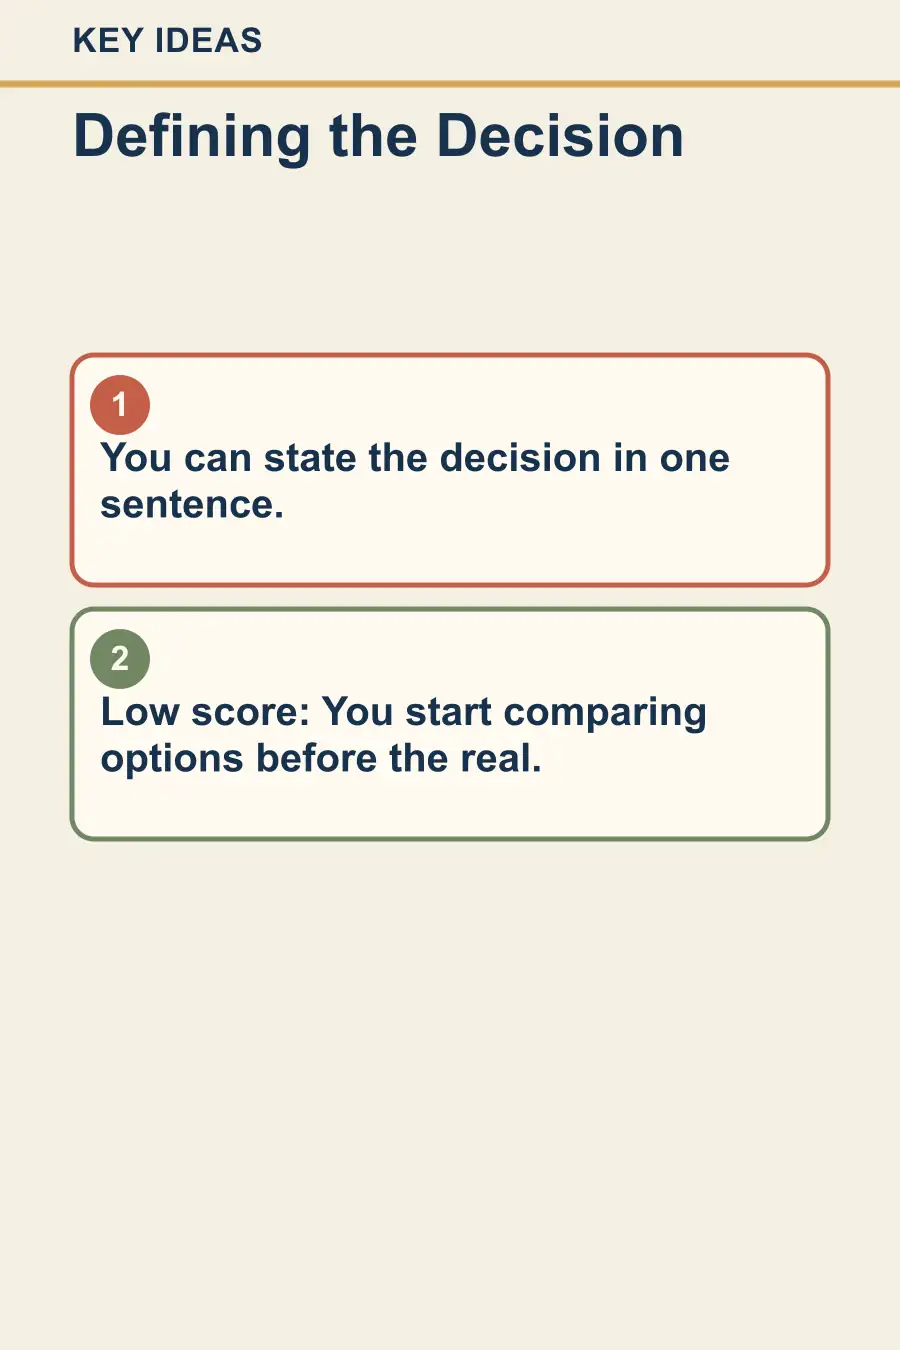 KEY IDEAS
Defining the Decision
1
You can state the decision in one
sentence.
2
Low score: You start comparing
options before the real.